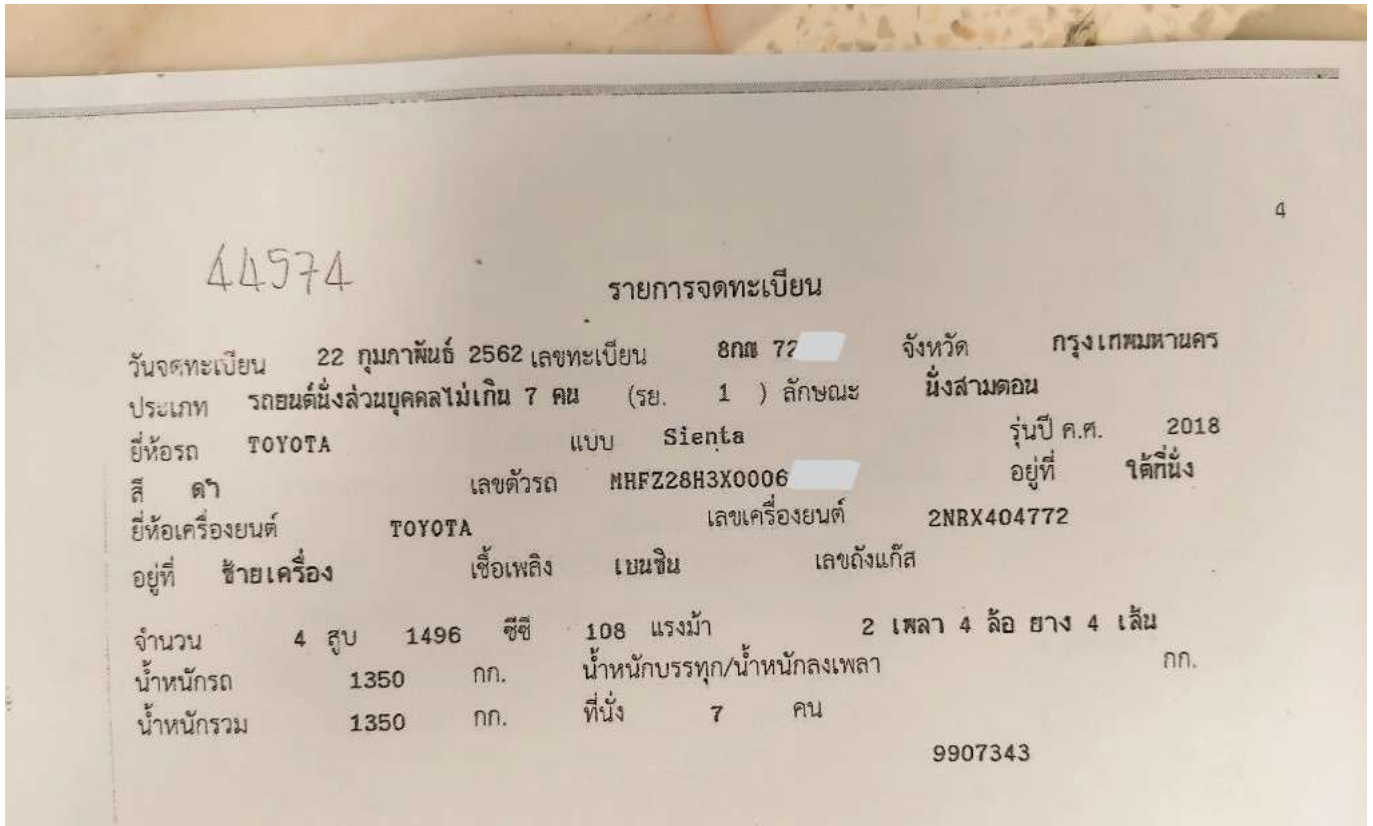 4
44574
รายการจดทะเบียน
วันจดทะเบียน 22 กุมภาพันธ์ 2562 เลขทะเบียน 8กณ 72 จังหวัด กรุงเทพมหานคร
ประเภท รถยนต์นั่งส่วนบุคคลไม่เกิน 7 คน (รย. 1 ) ลักษณะ นั่งสามตอน
ยี่ห้อรถ TOYOTA แบบ Sienta รุ่นปี ค.ศ. 2018
สี ดำ เลขตัวรถ MHFZ28H3X0006 อยู่ที่ ใต้ที่นั่ง
ยี่ห้อเครื่องยนต์ TOYOTA เลขเครื่องยนต์ 2NRX404772
อยู่ที่ ซ้ายเครื่อง เชื้อเพลิง เบนซิน เลขถังแก๊ส
จำนวน 4 สูบ 1496 ซีซี 108 แรงม้า 2 เพลา 4 ล้อ ยาง 4 เส้น
น้ำหนักรถ 1350 กก. น้ำหนักบรรทุก/น้ำหนักลงเพลา กก.
น้ำหนักรวม 1350 กก. ที่นั่ง 7 คน
9907343